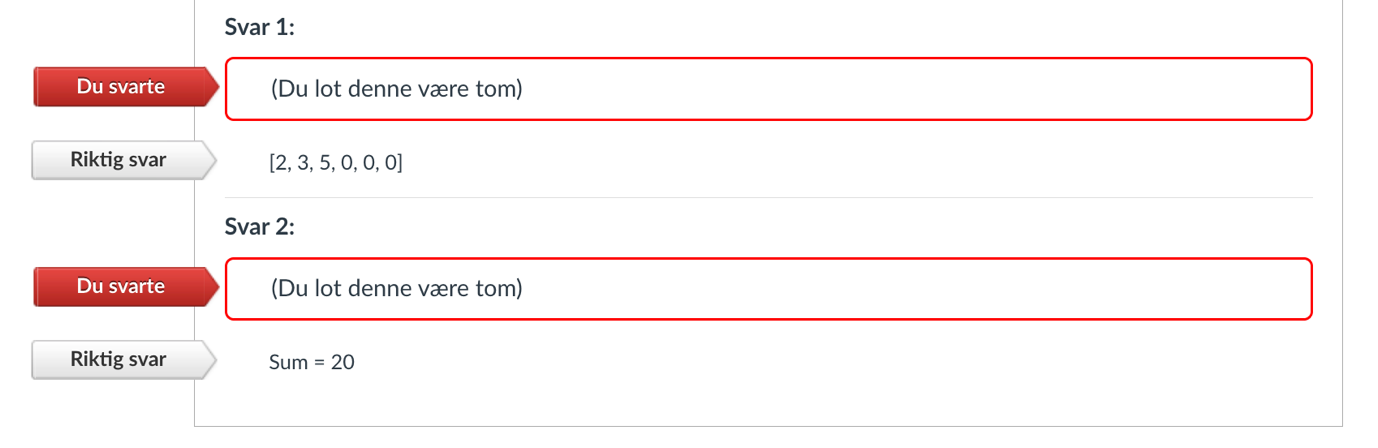 Svar 1:
Du svarte
(Du lot denne være tom)
Riktig svar
[2, 3, 5, 0, 0, 0]
Svar 2:
Du svarte
(Du lot denne være tom)
Riktig svar
Sum = 20